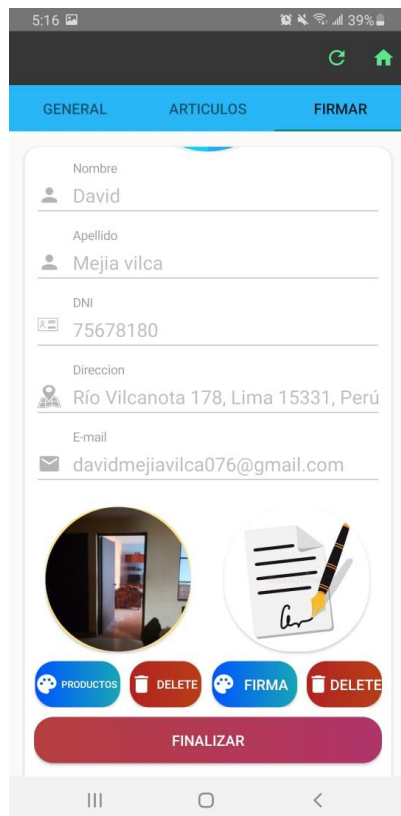 5:16
39%
GENERAL ARTICULOS FIRMAR
Nombre
David
Apellido
Mejia vilca
DNI
75678180
Direccion
Río Vilcanota 178, Lima 15331, Perú
E-mail
davidmejiavilca076@gmail.com
PRODUCTOS DELETE FIRMA DELETE
FINALIZAR